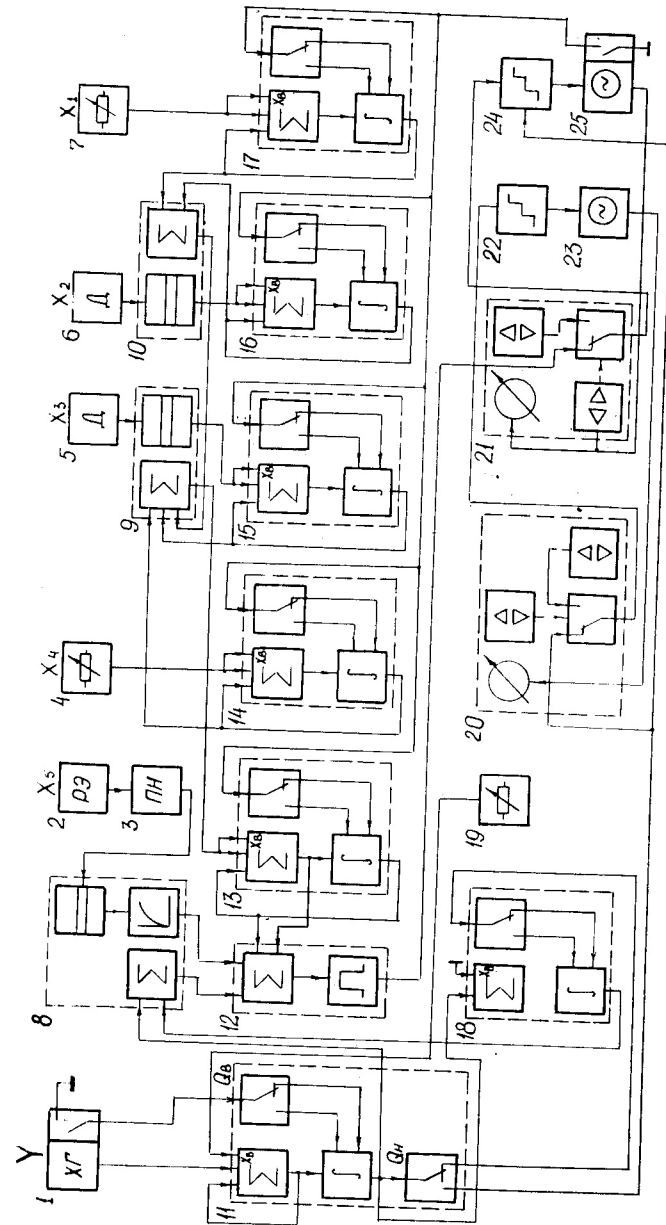 Y
1
ХГ
X₅
2
РЭ
3
ПН
X₄
4
X₃
5
Д
X₂
6
Д
X₁
7
8
Σ
9
Σ
10
Σ
11
Σ
Xв
∫
Qв
Qн
12
Σ
13
Σ
Xв
∫
14
Σ
Xв
∫
15
Σ
Xв
∫
16
Σ
Xв
∫
17
Σ
Xв
∫
18
Σ
Xв
∫
19
20
21
22
23
24
25